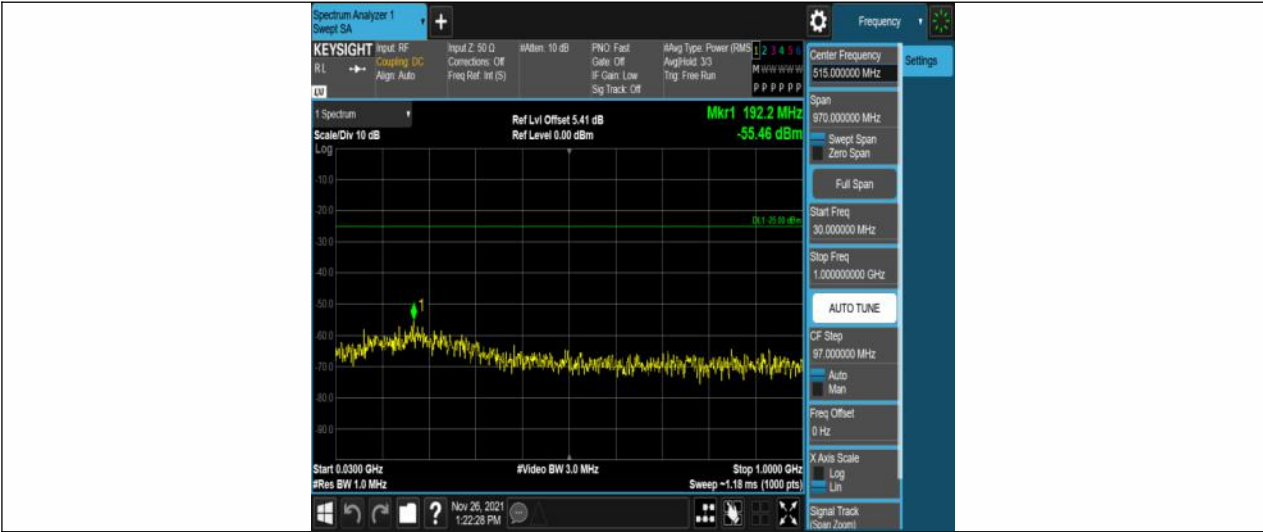 Spectrum Analyzer 1
Swept SA
+
Frequency
KEYSIGHT
RL
LV
Input: RF
Coupling: DC
Align: Auto
Input Z: 50 Ω
Corrections: Off
Freq Ref: Int (S)
#Atten: 10 dB
PNO: Fast
Gate: Off
IF Gain: Low
Sig Track: Off
#Avg Type: Power (RMS
Avg|Hold: 3/3
Trig: Free Run
1 2 3 4 5 6
M W W W W W
P P P P P P
1 Spectrum
Scale/Div 10 dB
Log
Ref Lvl Offset 5.41 dB
Ref Level 0.00 dBm
Mkr1 192.2 MHz
-55.46 dBm
-10.0
-20.0
DL1 -25.00 dBm
-30.0
-40.0
-50.0
1
-60.0
-70.0
-80.0
-90.0
Start 0.0300 GHz
#Res BW 1.0 MHz
#Video BW 3.0 MHz
Stop 1.0000 GHz
Sweep ~1.18 ms (1000 pts)
?
Nov 26, 2021
1:22:28 PM
Center Frequency
515.000000 MHz
Settings
Span
970.000000 MHz
Swept Span
Zero Span
Full Span
Start Freq
30.000000 MHz
Stop Freq
1.000000000 GHz
AUTO TUNE
CF Step
97.000000 MHz
Auto
Man
Freq Offset
0 Hz
X Axis Scale
Log
Lin
Signal Track
(Span Zoom)